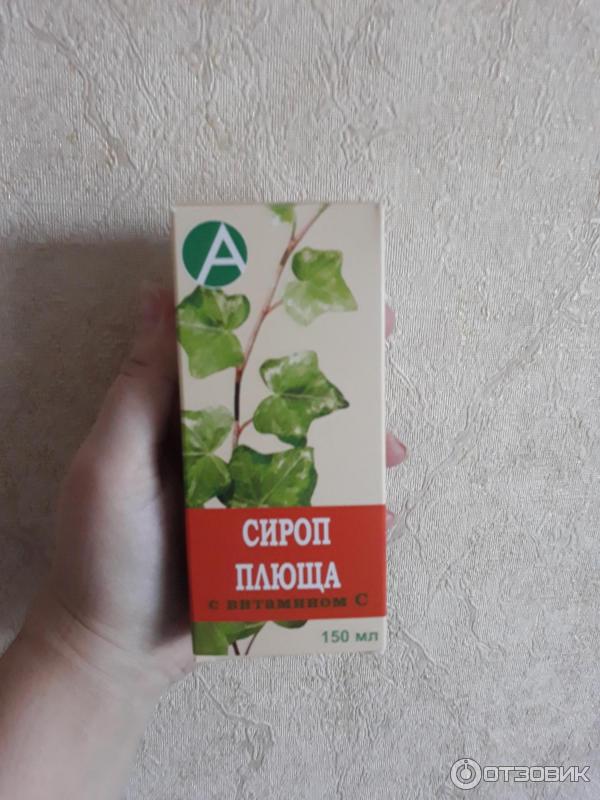 А
СИРОП
ПЛЮЩА
с витамином С
150 мл
ОТЗОВИК